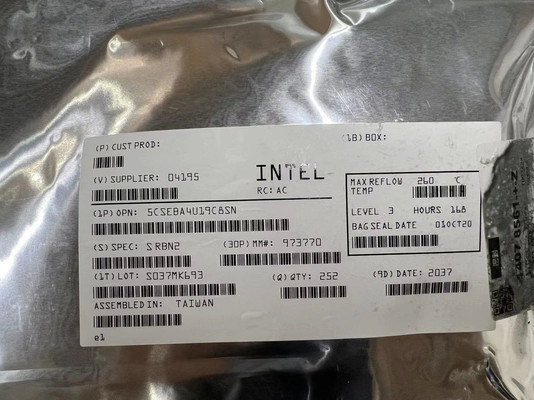 (P) CUST PROD:
(1B) BOX:
(V) SUPPLIER: 04195
INTEL
RC: AC
MAX REFLOW 260 °C
TEMP
LEVEL 3 HOURS 168
BAG SEAL DATE 01OCT20
(1P) OPN: 5CSEBA4U19C8SN
(S) SPEC: S RBN2
(30P) MM#: 973770
(1T) LOT: S037MK693
(Q) QTY: 252
(9D) DATE: 2037
ASSEMBLED IN: TAIWAN
e1